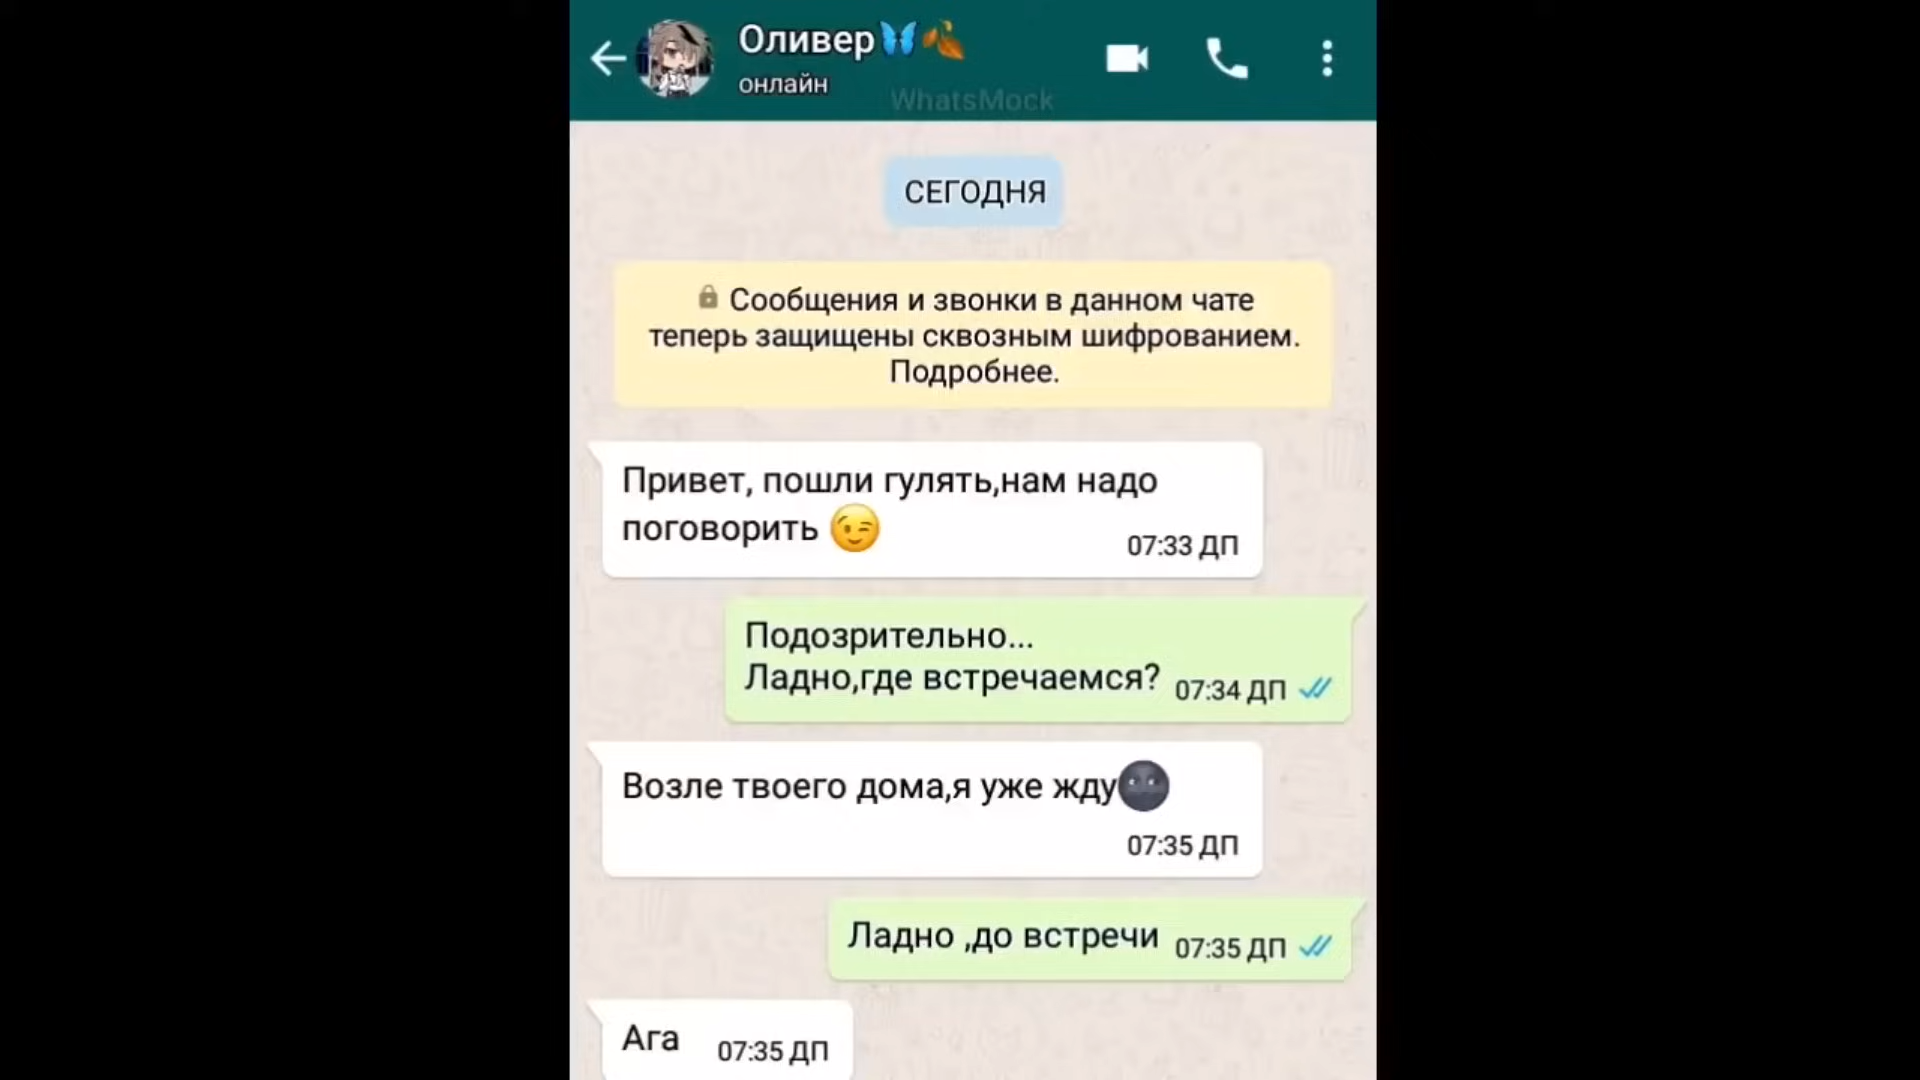 Оливер🦋🍂
онлайн
WhatsMock
СЕГОДНЯ
🔒 Сообщения и звонки в данном чате
теперь защищены сквозным шифрованием.
Подробнее.
Привет, пошли гулять,нам надо
поговорить 😉
07:33 ДП
Подозрительно...
Ладно,где встречаемся? 07:34 ДП
Возле твоего дома,я уже жду🌚
07:35 ДП
Ладно ,до встречи 07:35 ДП
Ага 07:35 ДП